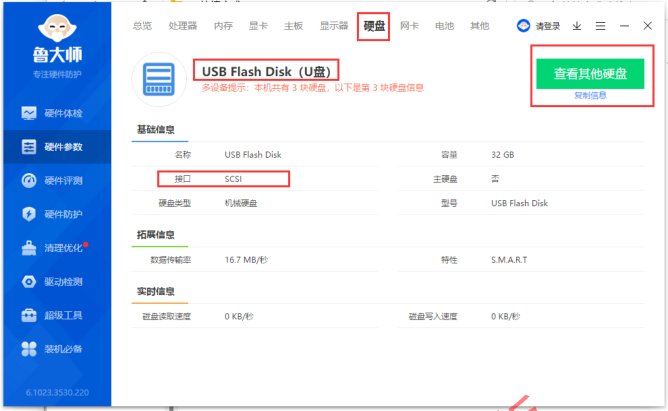 总览 处理器 内存 显卡 主板 显示器 硬盘 网卡 电池 其他 请登录
鲁大师
专注硬件防护
硬件体检
硬件参数
硬件评测
硬件防护
清理优化
驱动检测
超级工具
装机必备
6.1023.3530.220
USB Flash Disk（U盘）
多设备提示：本机共有 3 块硬盘，以下是第 3 块硬盘信息
查看其他硬盘
复制信息
基础信息
名称 USB Flash Disk 容量 32 GB
接口 SCSI 主硬盘 否
硬盘类型 机械硬盘 型号 USB Flash Disk
拓展信息
数据传输率 16.7 MB/秒 特性 S.M.A.R.T
实时信息
磁盘读取速度 0 KB/秒 磁盘写入速度 0 KB/秒